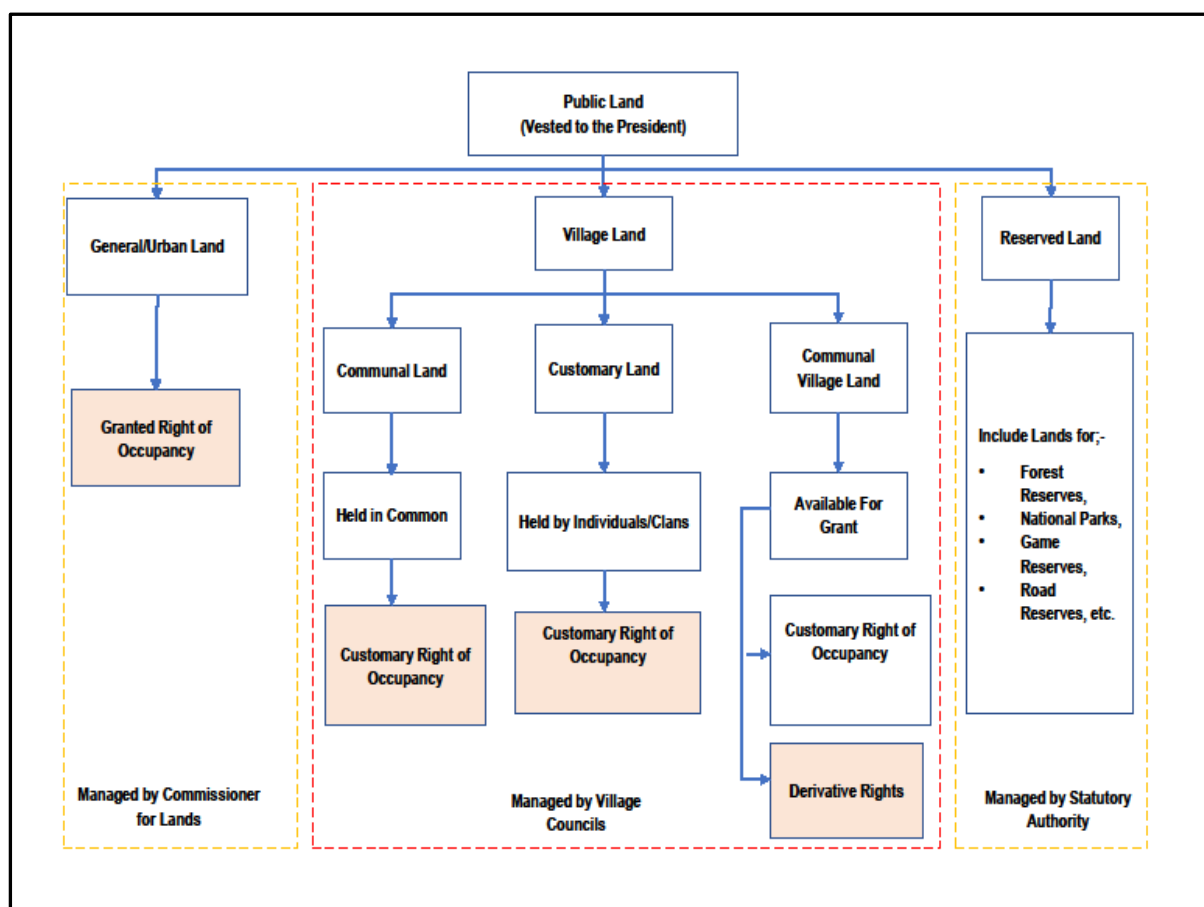 Public Land
(Vested to the President)
General/Urban Land
Village Land
Reserved Land
Communal Land
Customary Land
Communal
Village Land
Granted Right of
Occupancy
Held in Common
Held by Individuals/Clans
Available For
Grant
Include Lands for;-
• Forest
Reserves,
• National Parks,
• Game
Reserves,
• Road
Reserves, etc.
Customary Right of
Occupancy
Customary Right of
Occupancy
Customary Right of
Occupancy
Derivative Rights
Managed by Commissioner
for Lands
Managed by Village
Councils
Managed by Statutory
Authority